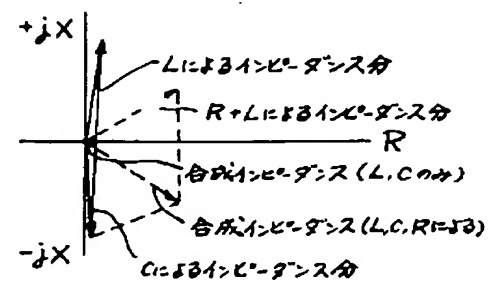 +jX
Lによるインピーダンス分
R+Lによるインピーダンス分
R
合成インピーダンス(L,Cのみ)
合成インピーダンス(L,C,Rによる)
-jX
Cによるインピーダンス分